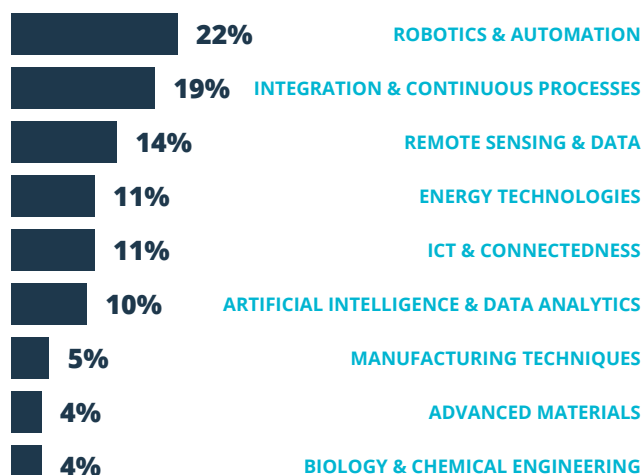 22% ROBOTICS & AUTOMATION
19% INTEGRATION & CONTINUOUS PROCESSES
14% REMOTE SENSING & DATA
11% ENERGY TECHNOLOGIES
11% ICT & CONNECTEDNESS
10% ARTIFICIAL INTELLIGENCE & DATA ANALYTICS
5% MANUFACTURING TECHNIQUES
4% ADVANCED MATERIALS
4% BIOLOGY & CHEMICAL ENGINEERING